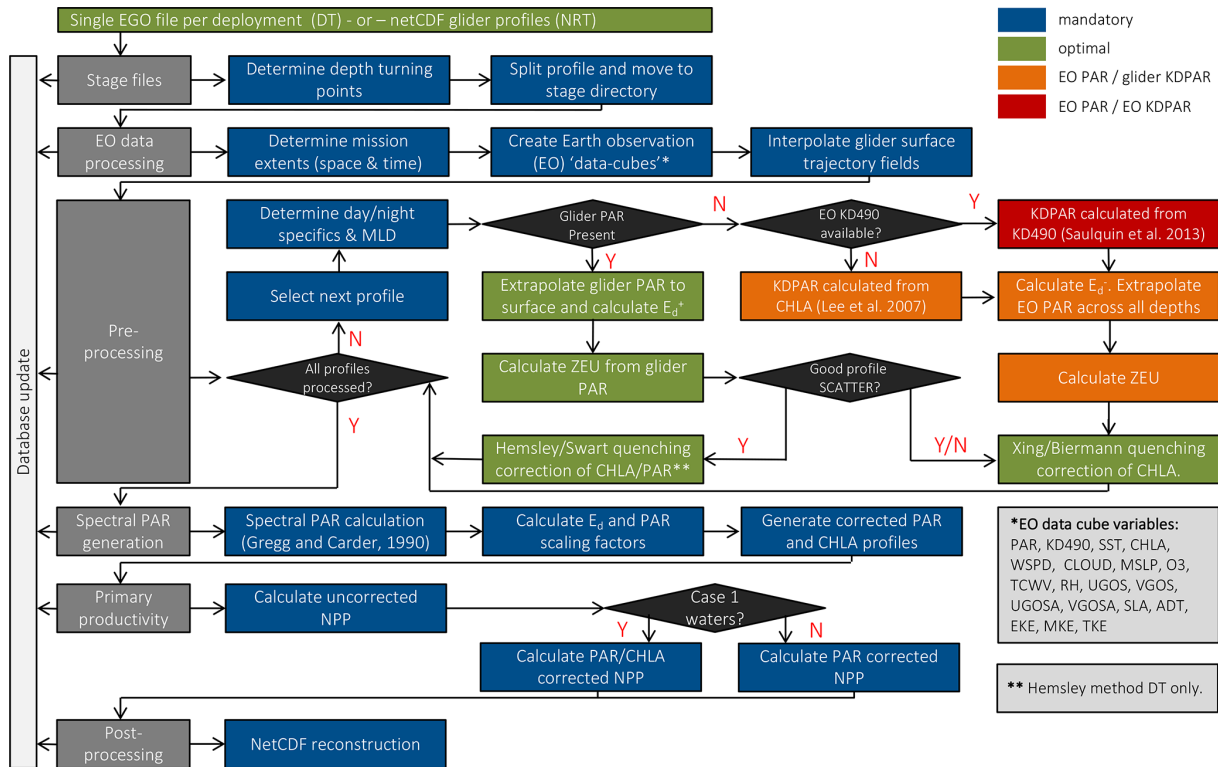 Single EGO file per deployment (DT) - or – netCDF glider profiles (NRT)
mandatory
optimal
EO PAR / glider KDPAR
EO PAR / EO KDPAR
Database update
Stage files
Determine depth turning
points
Split profile and move to
stage directory
EO data
processing
Determine mission
extents (space & time)
Create Earth observation
(EO) ‘data-cubes’*
Interpolate glider surface
trajectory fields
Pre-
processing
Determine day/night
specifics & MLD
Glider PAR
Present
N
EO KD490
available?
Y
KDPAR calculated from
KD490 (Saulquin et al. 2013)
Y
N
Select next profile
Extrapolate glider PAR to
surface and calculate Ed+
KDPAR calculated from
CHLA (Lee et al. 2007)
Calculate Ed-. Extrapolate
EO PAR across all depths
N
All profiles
processed?
Calculate ZEU from glider
PAR
Good profile
SCATTER?
Calculate ZEU
Y
Y
Y/N
Hemsley/Swart quenching
correction of CHLA/PAR**
Xing/Biermann quenching
correction of CHLA.
Spectral PAR
generation
Spectral PAR calculation
(Gregg and Carder, 1990)
Calculate Ed and PAR
scaling factors
Generate corrected PAR
and CHLA profiles
*EO data cube variables:
PAR, KD490, SST, CHLA,
WSPD, CLOUD, MSLP, O3,
TCWV, RH, UGOS, VGOS,
UGOSA, VGOSA, SLA, ADT,
EKE, MKE, TKE
Primary
productivity
Calculate uncorrected
NPP
Case 1
waters?
Y
N
Calculate PAR/CHLA
corrected NPP
Calculate PAR corrected
NPP
** Hemsley method DT only.
Post-
processing
NetCDF reconstruction